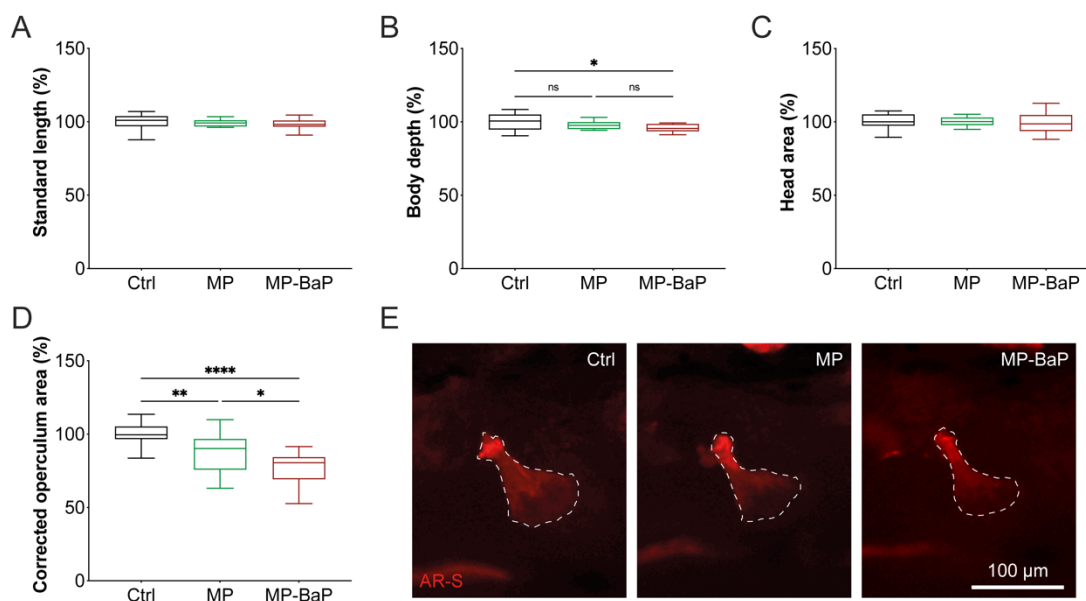 A
Standard length (%)
150
100
50
0
Ctrl MP MP-BaP
B
Body depth (%)
150
100
50
0
*
ns ns
Ctrl MP MP-BaP
C
Head area (%)
150
100
50
0
Ctrl MP MP-BaP
D
Corrected operculum area (%)
150
100
50
0
****
** *
Ctrl MP MP-BaP
E
Ctrl
MP
MP-BaP
AR-S
100 µm